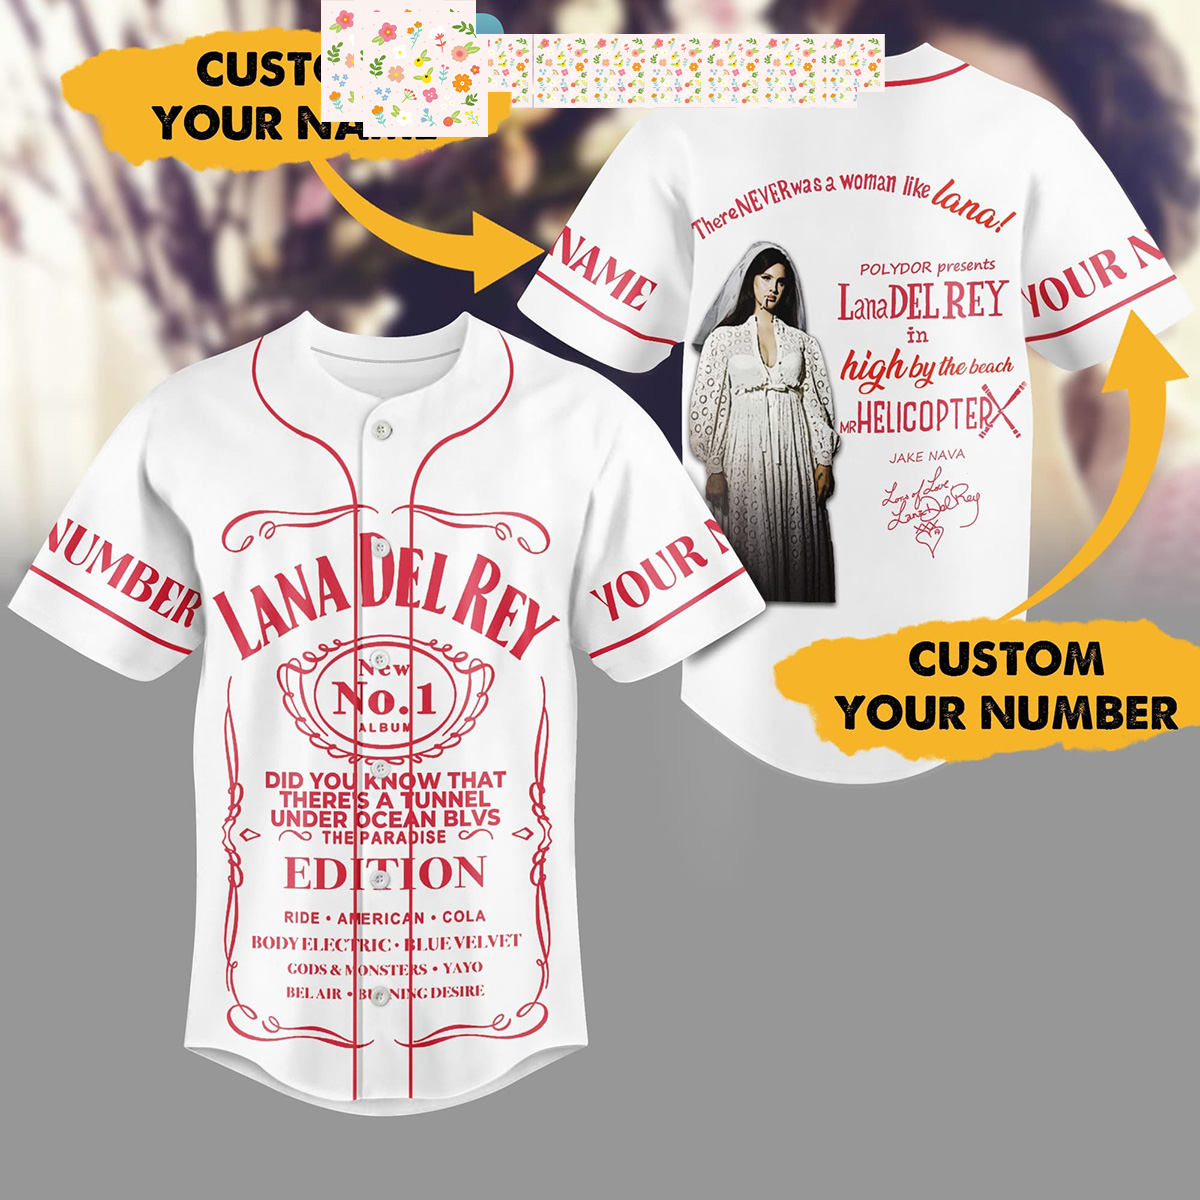 YOUR
There NEVER was a woman like lana!
NAME
POLYDOR presents
Lana DEL REY
in
high by the beach
MR HELICOPTER
JAKE NAVA
Lots of Love
Lana Del Rey
YOUR N
NUMBER
YOUR N
LANA DEL REY
New
No.1
ALBUM
DID YOU KNOW THAT
THERE'S A TUNNEL
UNDER OCEAN BLVS
THE PARADISE
EDITION
RIDE • AMERICAN • COLA
BODY ELECTRIC • BLUE VELVET
GODS & MONSTERS • YAYO
BEL AIR • BURNING DESIRE
CUSTOM
YOUR NUMBER